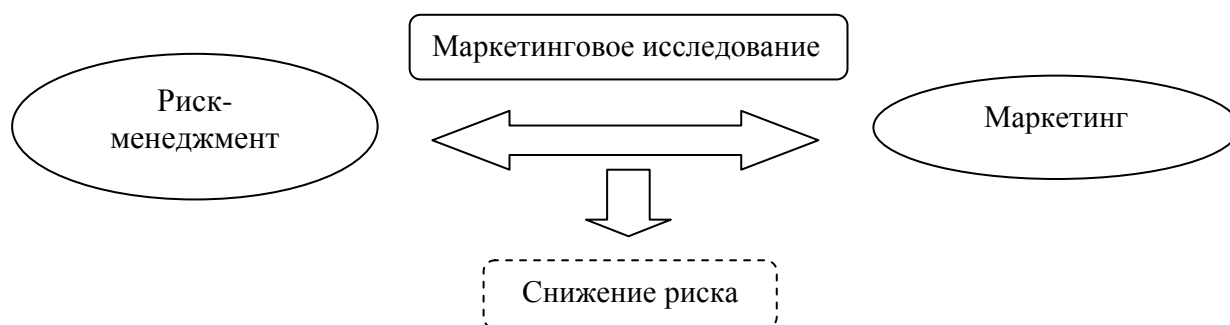 Маркетинговое исследование
Риск-
менеджмент
Маркетинг
Снижение риска